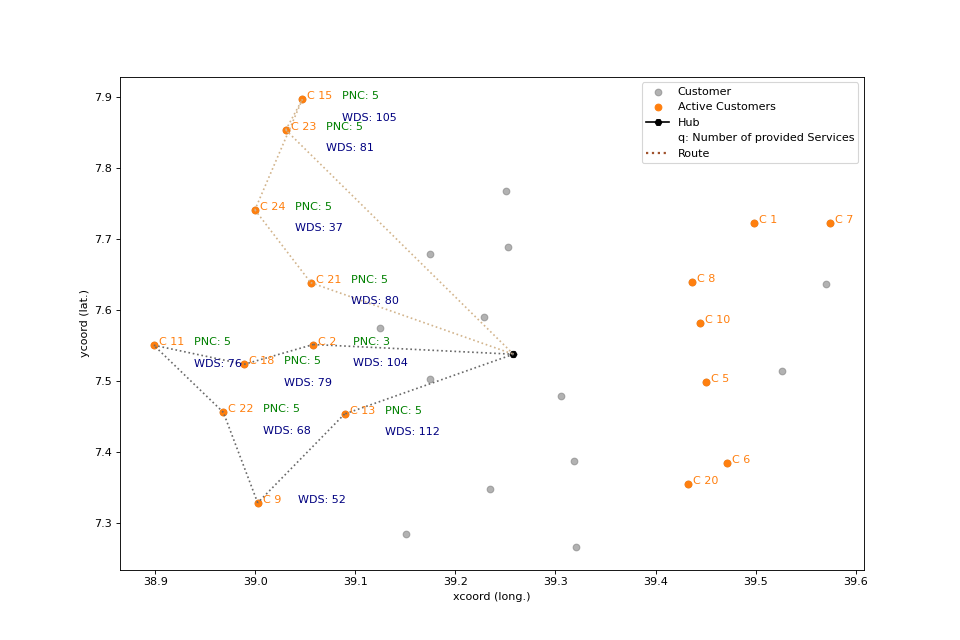 Customer
Active Customers
Hub
q: Number of provided Services
Route
C 15 PNC: 5
WDS: 105
C 23 PNC: 5
WDS: 81
C 24 PNC: 5
WDS: 37
C 1
C 7
C 21 PNC: 5
WDS: 80
C 8
C 10
C 11 PNC: 5
WDS: 76
C 18 PNC: 5
WDS: 79
C 2 PNC: 3
WDS: 104
C 5
C 22 PNC: 5
WDS: 68
C 13 PNC: 5
WDS: 112
C 6
C 20
C 9 WDS: 52
7.9
7.8
7.7
7.6
7.5
7.4
7.3
ycoord (lat.)
38.9 39.0 39.1 39.2 39.3 39.4 39.5 39.6
xcoord (long.)